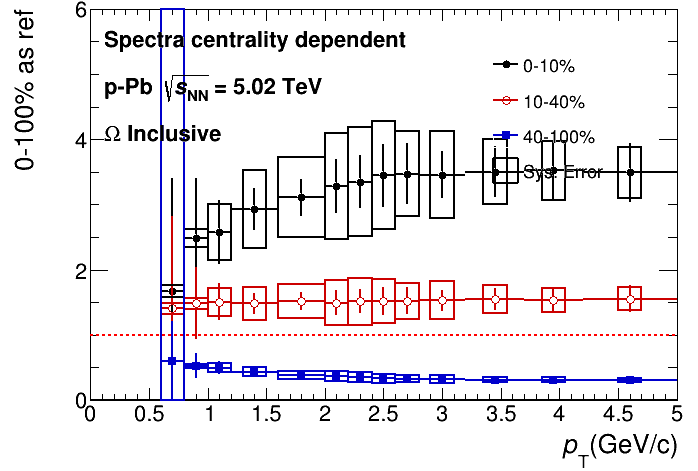 0-100% as ref
6
4
2
0
Spectra centrality dependent
p-Pb √sNN = 5.02 TeV
Ω Inclusive
0-10%
10-40%
40-100%
Sys. Error
0 0.5 1 1.5 2 2.5 3 3.5 4 4.5 5
pT(GeV/c)